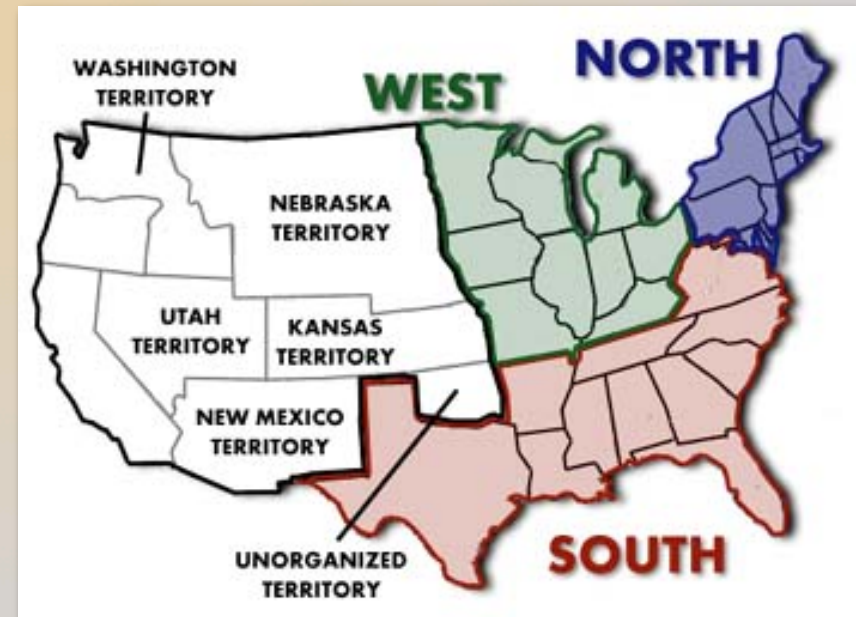 NORTH
WASHINGTON
TERRITORY
WEST
NEBRASKA
TERRITORY
UTAH
TERRITORY
KANSAS
TERRITORY
NEW MEXICO
TERRITORY
UNORGANIZED
TERRITORY
SOUTH